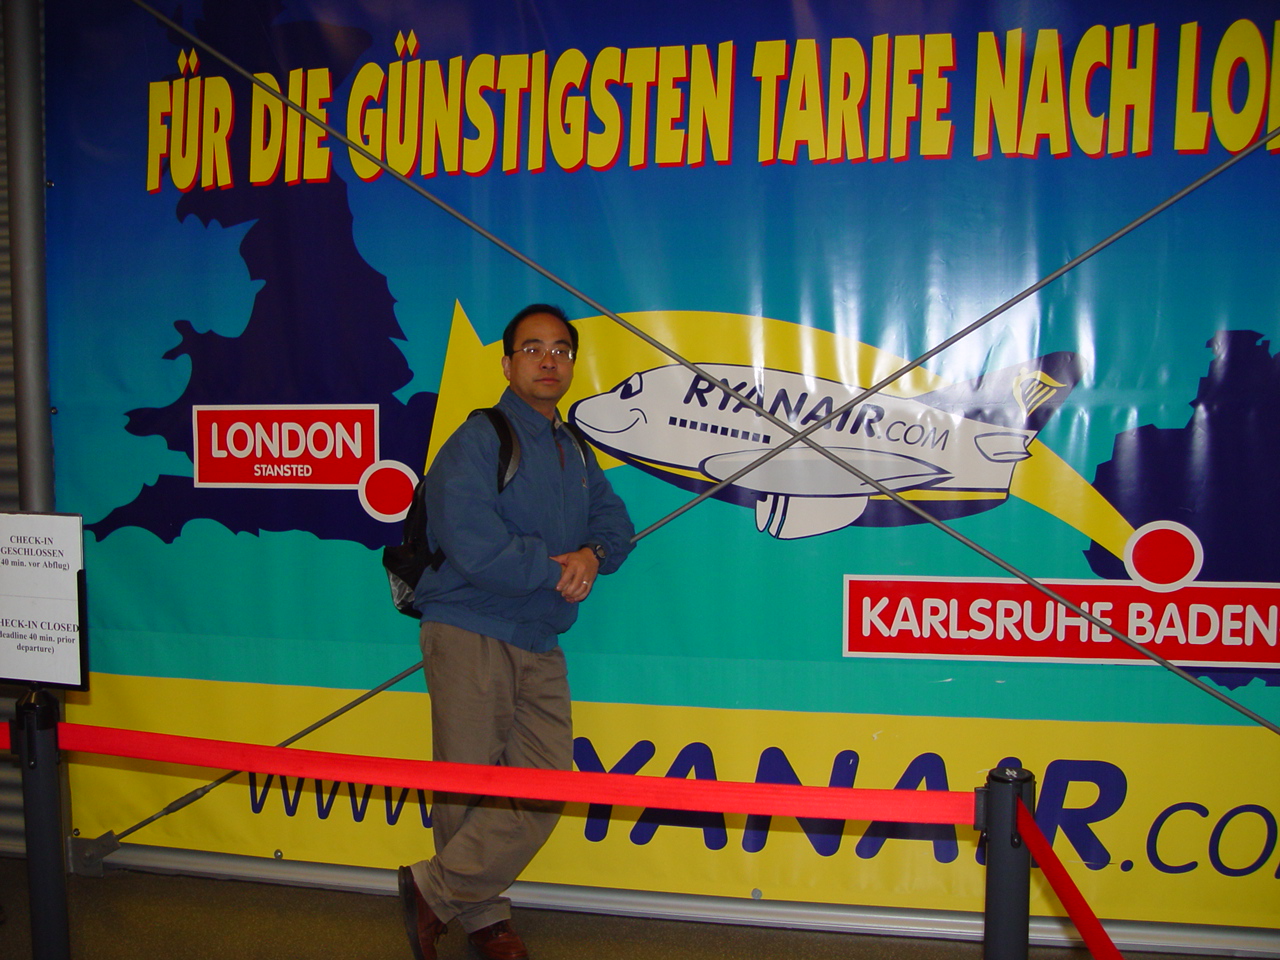 FÜR DIE GÜNSTIGSTEN TARIFE NACH LO
RYANAIR.COM
LONDON
STANSTED
KARLSRUHE BADEN
CHECK-IN
GESCHLOSSEN
40 min. vor Abflug)
CHECK-IN CLOSED
deadline 40 min. prior
departure)
www.RYANAIR.CO